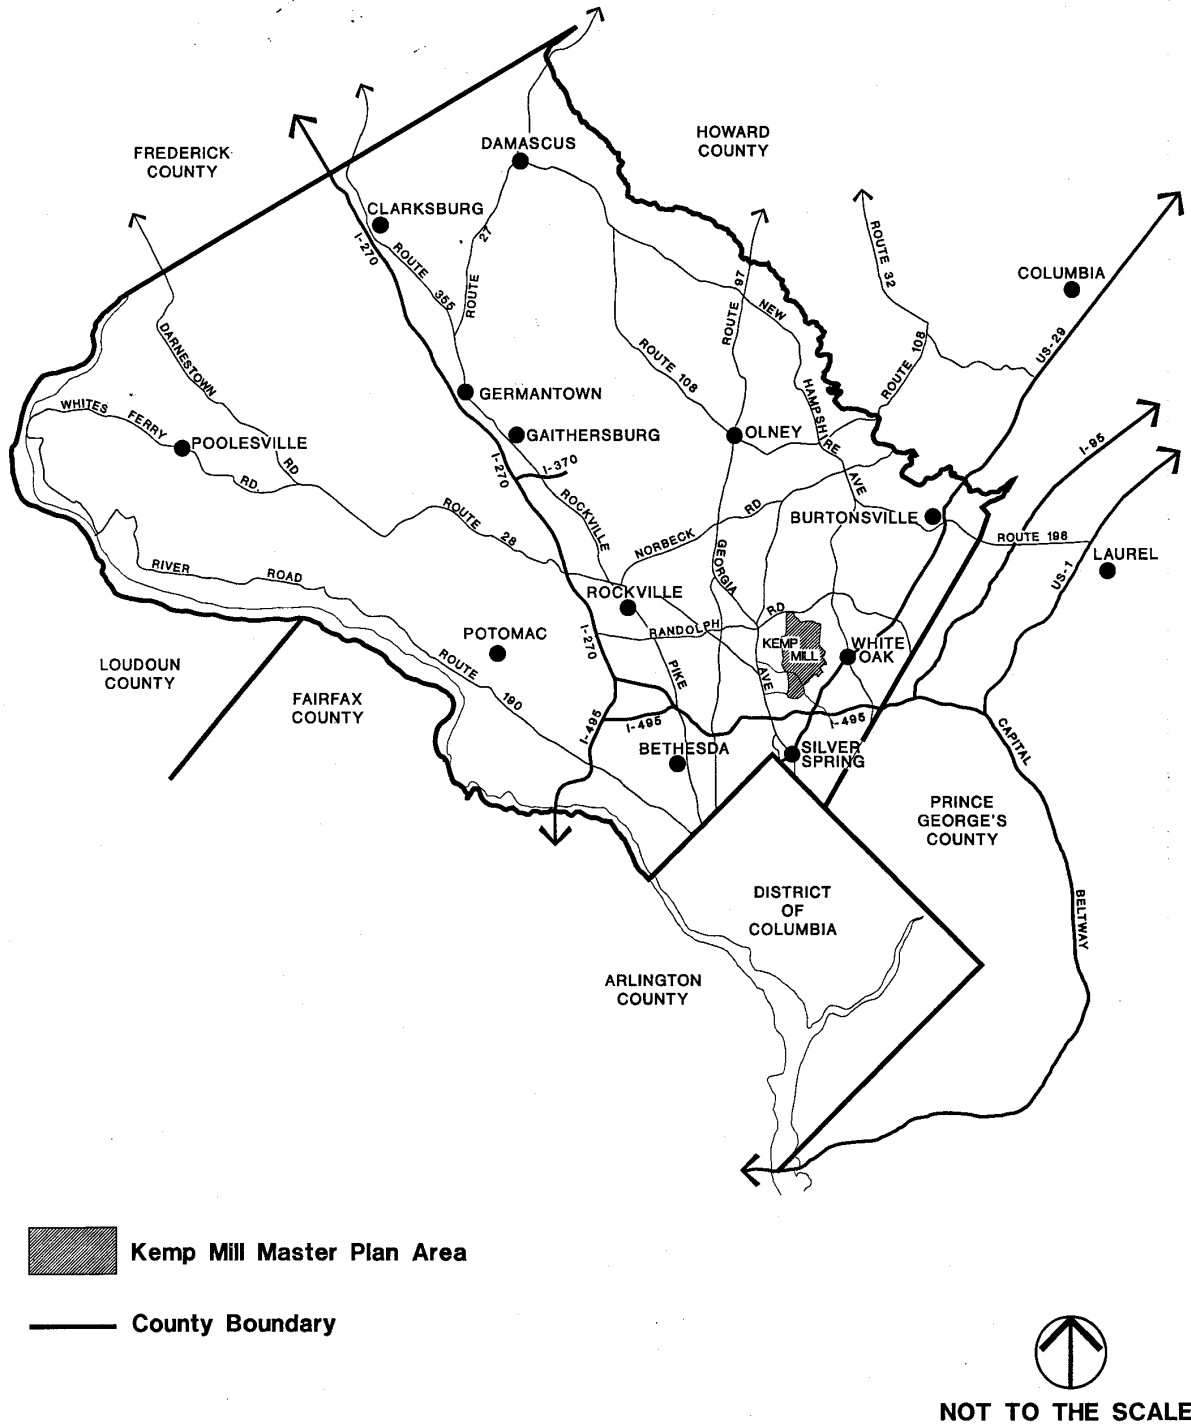 HOWARD
COUNTY
DAMASCUS
FREDERICK
COUNTY
CLARKSBURG
I-270
ROUTE 355
ROUTE 27
ROUTE 97
ROUTE 32
COLUMBIA
NEW HAMPSHIRE AVE
US-29
DARNESTOWN RD
ROUTE 108
ROUTE 108
GERMANTOWN
WHITES FERRY RD.
POOLESVILLE
GAITHERSBURG
OLNEY
I-95
I-270
I-370
ROCKVILLE PIKE
ROUTE 28
NORBECK RD
BURTONSVILLE
ROUTE 198
LAUREL
US-1
GEORGIA AVE
RIVER ROAD
ROCKVILLE
RANDOLPH RD
I-270
POTOMAC
KEMP
MILL
WHITE
OAK
LOUDOUN
COUNTY
ROUTE 190
FAIRFAX
COUNTY
I-495
I-495
I-495
CAPITAL BELTWAY
BETHESDA
SILVER
SPRING
PRINCE
GEORGE'S
COUNTY
DISTRICT
OF
COLUMBIA
ARLINGTON
COUNTY
Kemp Mill Master Plan Area
County Boundary
NOT TO THE SCALE